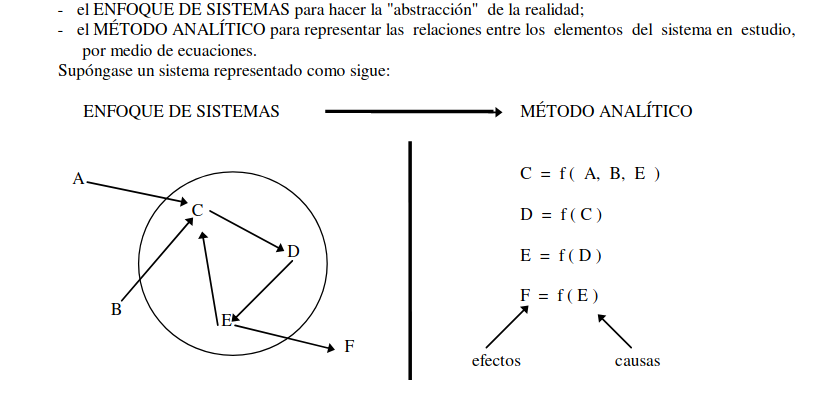 - el ENFOQUE DE SISTEMAS para hacer la "abstracción" de la realidad;
- el MÉTODO ANALÍTICO para representar las relaciones entre los elementos del sistema en estudio,
por medio de ecuaciones.
Supóngase un sistema representado como sigue:
ENFOQUE DE SISTEMAS MÉTODO ANALÍTICO
A
C
D
B
E
F
C = f ( A, B, E )
D = f ( C )
E = f ( D )
F = f ( E )
efectos causas